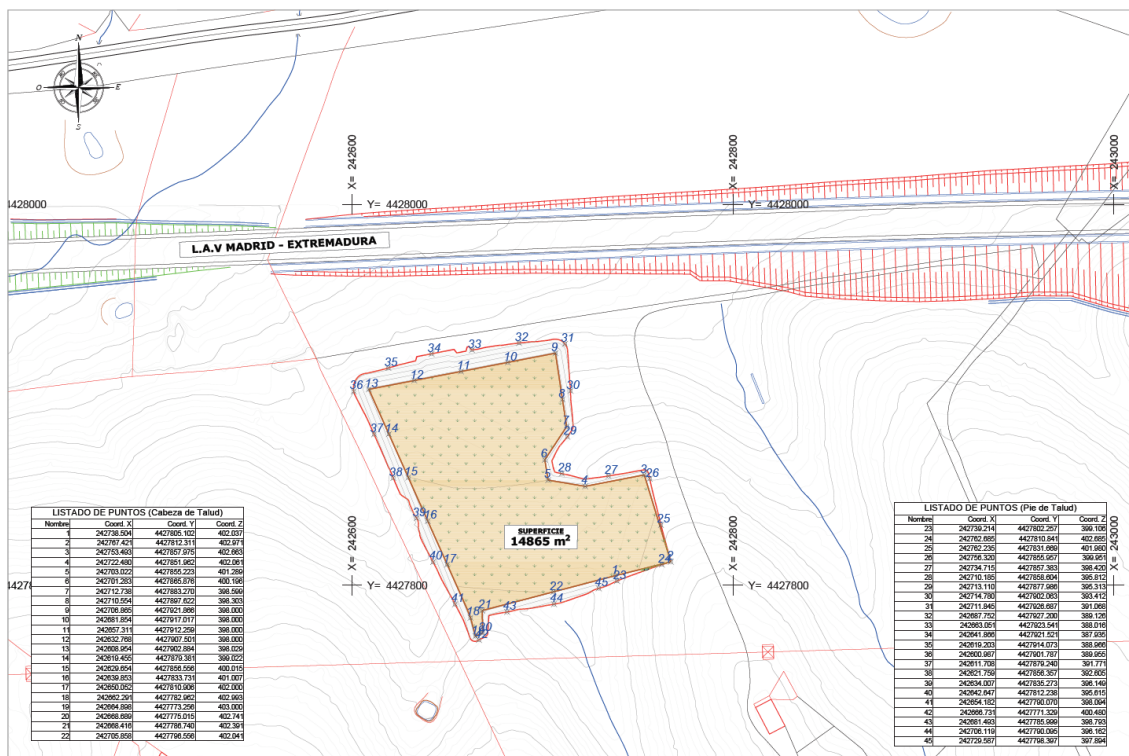 N
O
E
S
X= 242600
X= 242800
X= 243000
4428000
Y= 4428000
Y= 4428000
L.A.V MADRID - EXTREMADURA
31
32
33
34
35
9
10
11
12
36
13
30
8
7
29
37
14
6
28
5
27
3
26
4
38
15
39
16
25
SUPERFICIE
14865 m²
X= 242600
X= 242800
X= 243000
40
17
1
2
24
23
22
45
44
Y= 4427800
Y= 4427800
41
18
21
43
20
LISTADO DE PUNTOS (Cabeza de Talud)
Nombre Coord. X Coord. Y Coord. Z
1 242738.504 4427805.102 402.037
2 242767.421 4427812.311 402.971
3 242753.493 4427857.975 402.663
4 242722.480 4427851.962 402.061
5 242703.022 4427855.223 401.289
6 242701.283 4427865.876 400.196
7 242712.738 4427883.270 398.599
8 242710.554 4427897.622 398.303
9 242706.865 4427921.866 398.000
10 242681.854 4427917.017 398.000
11 242657.311 4427912.259 398.000
12 242632.768 4427907.501 398.000
13 242608.954 4427902.884 398.029
14 242619.455 4427879.381 399.022
15 242629.664 4427856.556 400.015
16 242639.853 4427833.731 401.007
17 242650.052 4427810.906 402.000
18 242662.291 4427782.962 402.993
19 242664.898 4427773.256 403.000
20 242668.689 4427775.015 402.741
21 242668.416 4427786.740 402.391
22 242705.858 4427796.556 402.041
LISTADO DE PUNTOS (Pie de Talud)
Nombre Coord. X Coord. Y Coord. Z
23 242739.214 4427802.257 399.106
24 242762.685 4427810.841 402.685
25 242762.235 4427831.669 401.980
26 242756.320 4427855.957 399.951
27 242734.715 4427857.383 398.420
28 242710.185 4427858.604 395.812
29 242713.110 4427877.986 395.313
30 242714.780 4427902.063 393.412
31 242711.845 4427926.687 391.068
32 242687.752 4427927.200 389.126
33 242663.051 4427923.541 388.016
34 242641.866 4427921.521 387.935
35 242619.203 4427914.073 388.966
36 242600.987 4427901.787 389.955
37 242611.708 4427879.240 391.771
38 242621.759 4427856.357 392.605
39 242634.007 4427835.273 396.149
40 242642.647 4427812.238 395.615
41 242654.182 4427790.070 398.094
42 242666.731 4427771.329 400.480
43 242681.493 4427785.999 398.793
44 242706.119 4427790.095 396.162
45 242729.587 4427798.397 397.894